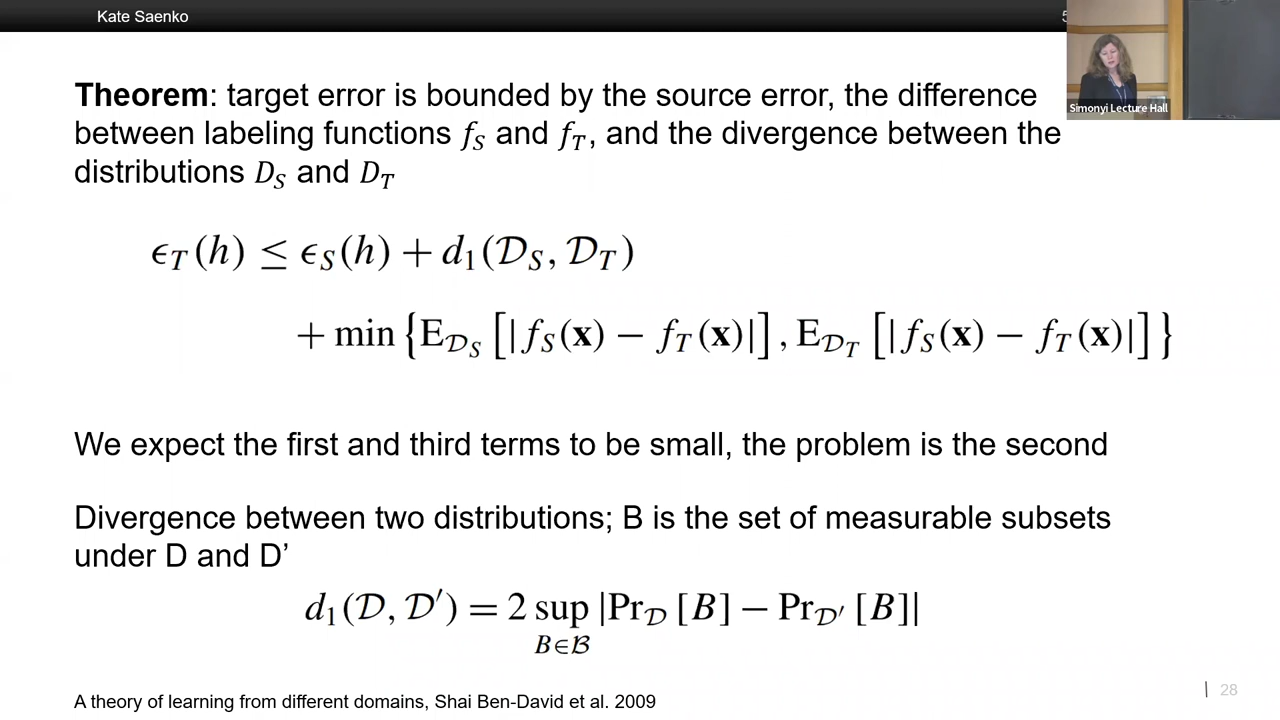 Kate Saenko
Simonyi Lecture Hall
Theorem: target error is bounded by the source error, the difference
between labeling functions f_S and f_T, and the divergence between the
distributions D_S and D_T
ϵ_T(h) ≤ ϵ_S(h) + d_1(𝒟_S, 𝒟_T)
+ min {E_{𝒟_S} [|f_S(𝐱) − f_T(𝐱)|], E_{𝒟_T} [|f_S(𝐱) − f_T(𝐱)|]}
We expect the first and third terms to be small, the problem is the second
Divergence between two distributions; B is the set of measurable subsets
under D and D’
d_1(𝒟, 𝒟′) = 2 sup_{B∈ℬ} |Pr_𝒟 [B] − Pr_{𝒟′} [B]|
A theory of learning from different domains, Shai Ben-David et al. 2009
28